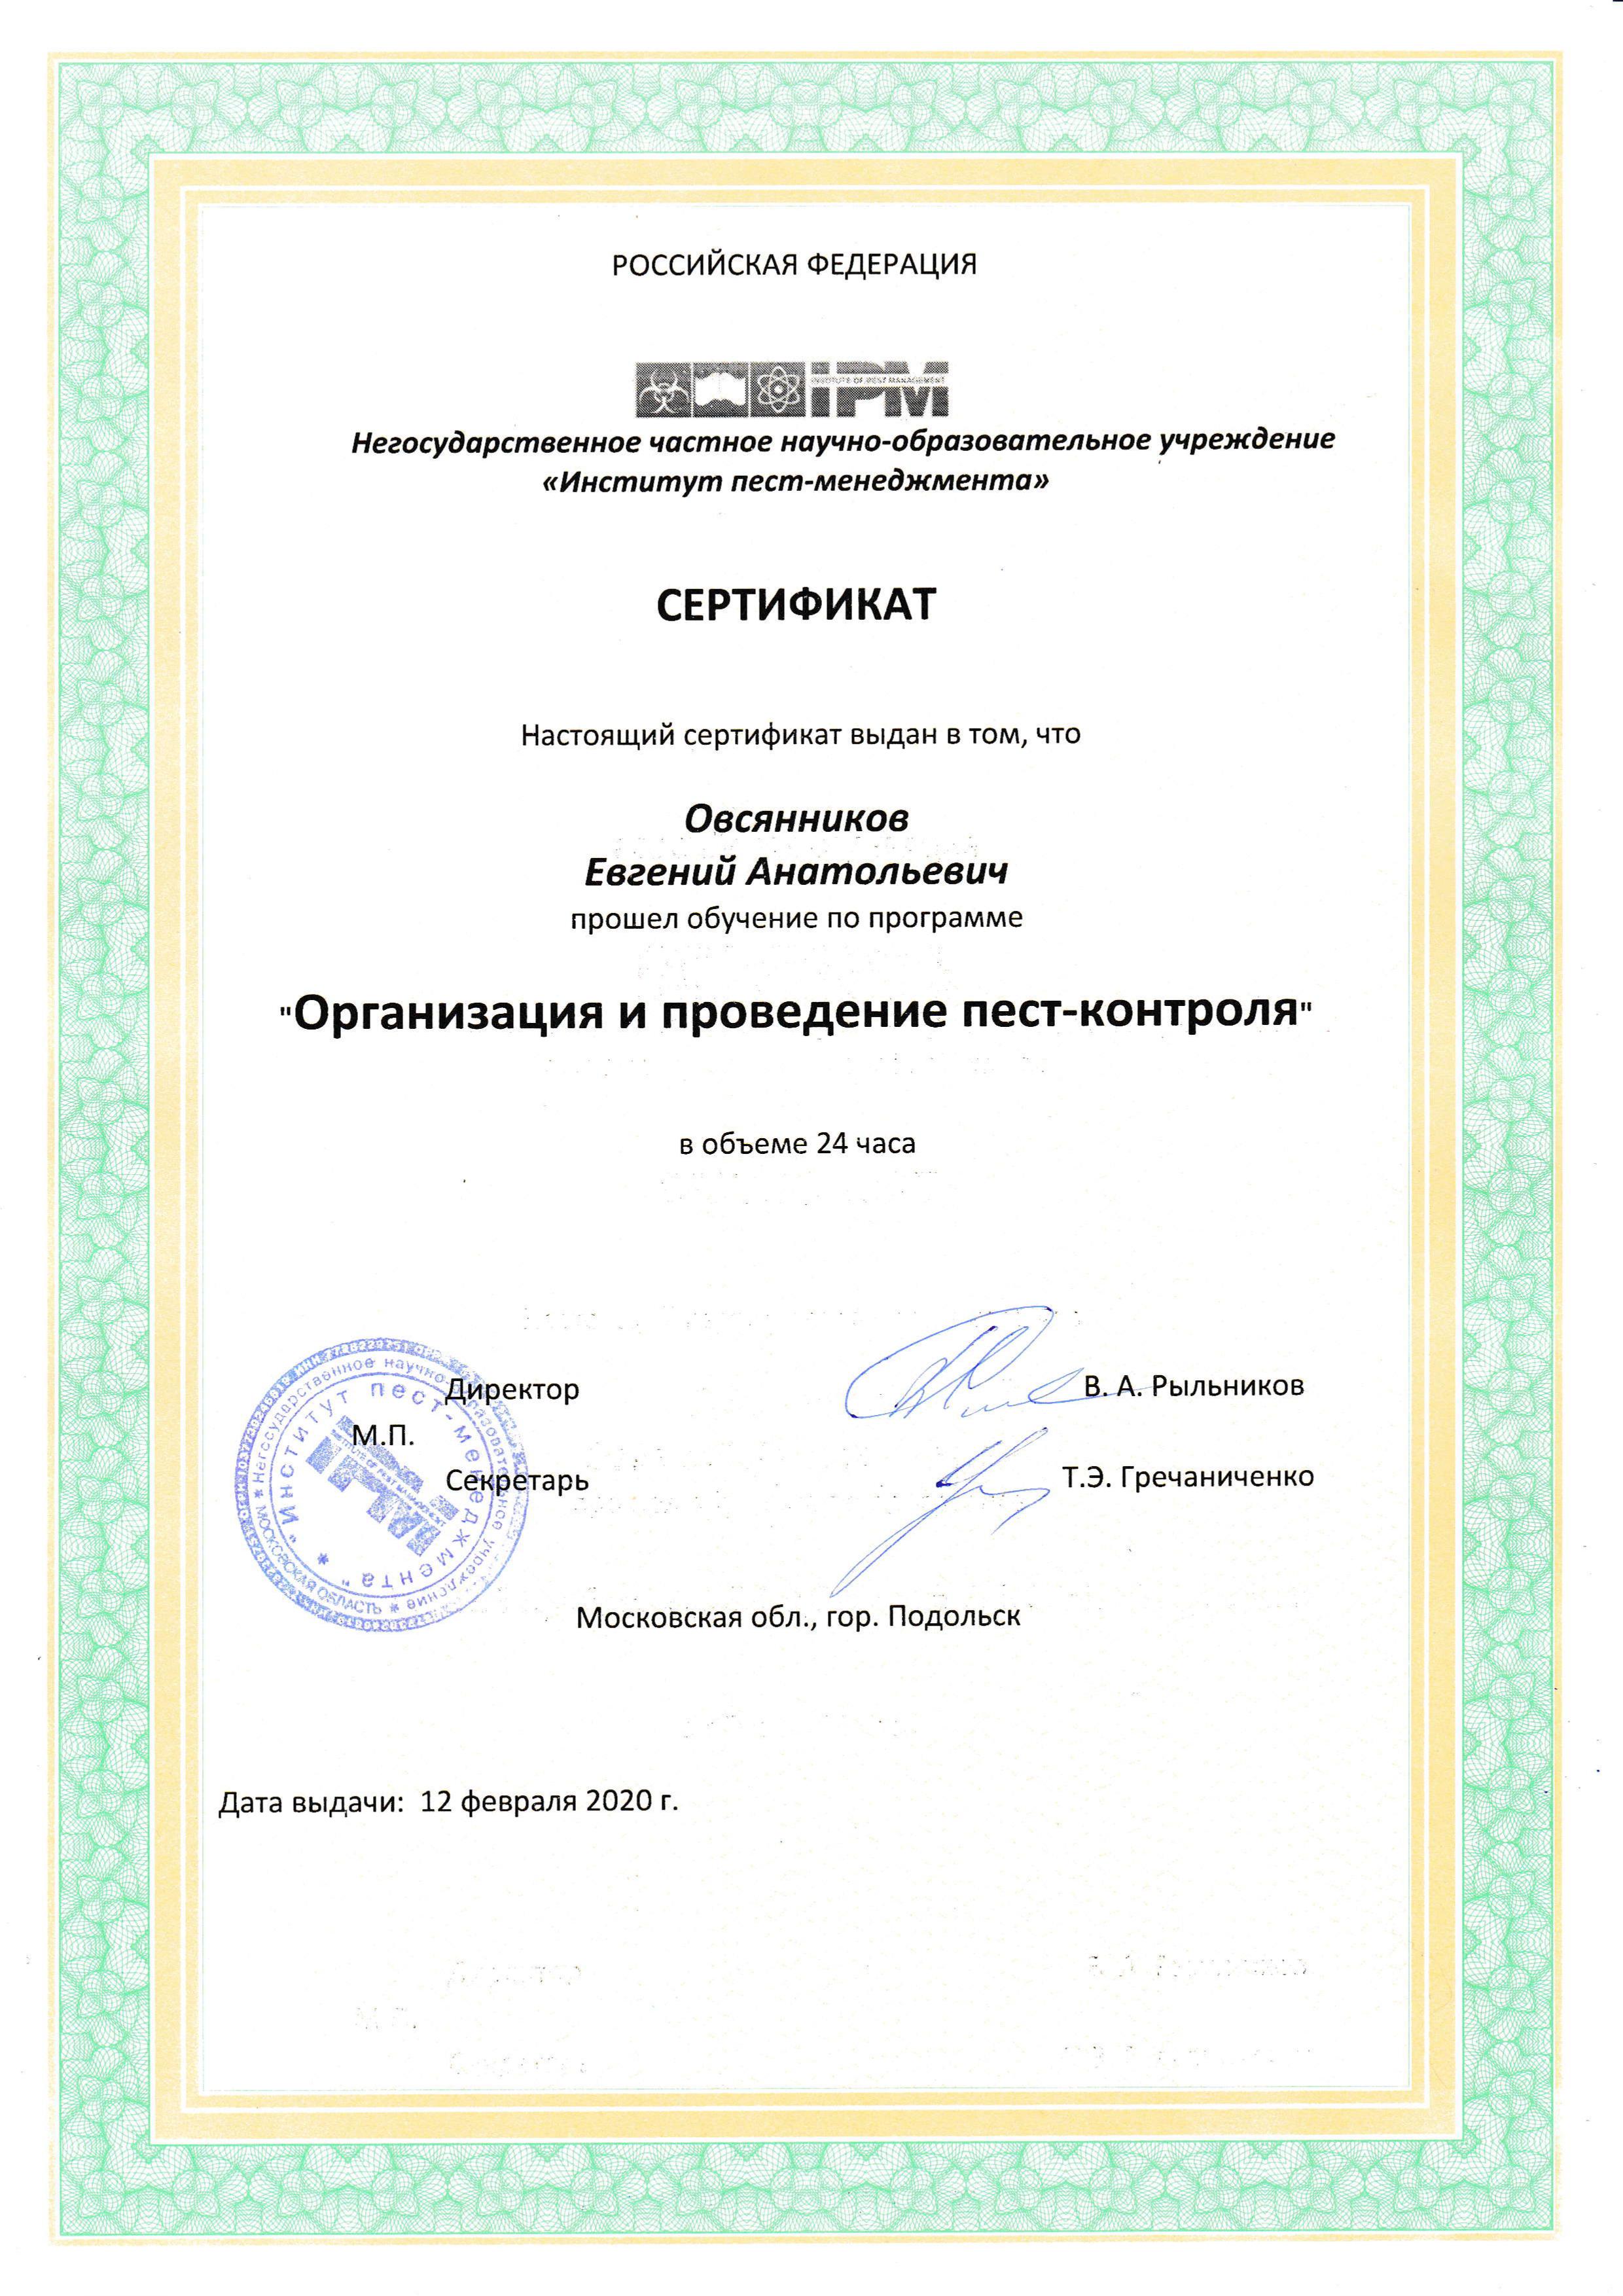 РОССИЙСКАЯ ФЕДЕРАЦИЯ
iPM
INSTITUTE OF PEST MANAGEMENT
Негосударственное частное научно-образовательное учреждение
«Институт пест-менеджмента»
СЕРТИФИКАТ
Настоящий сертификат выдан в том, что
Овсянников
Евгений Анатольевич
прошел обучение по программе
"Организация и проведение пест-контроля"
в объеме 24 часа
Директор В. А. Рыльников
М.П.
Секретарь Т.Э. Гречаниченко
"Институт пест-менеджмента"
Негосударственное научно-образовательное учреждение
МОСКОВСКАЯ ОБЛАСТЬ
Московская обл., гор. Подольск
Дата выдачи: 12 февраля 2020 г.